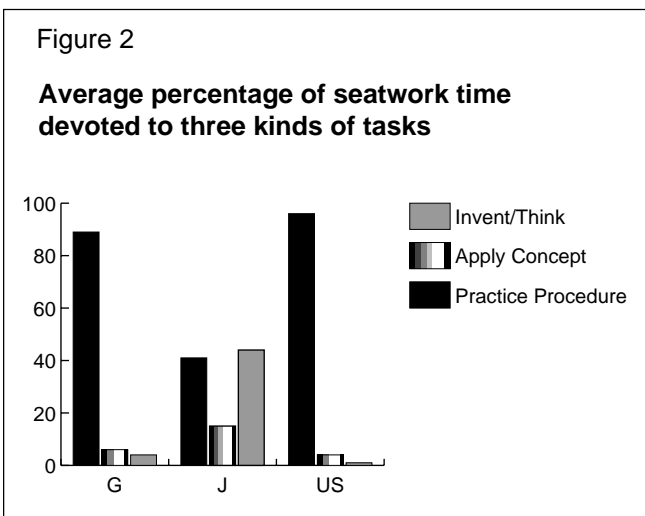 Figure 2
Average percentage of seatwork time
devoted to three kinds of tasks
100
80
60
40
20
0
G
J
US
Invent/Think
Apply Concept
Practice Procedure